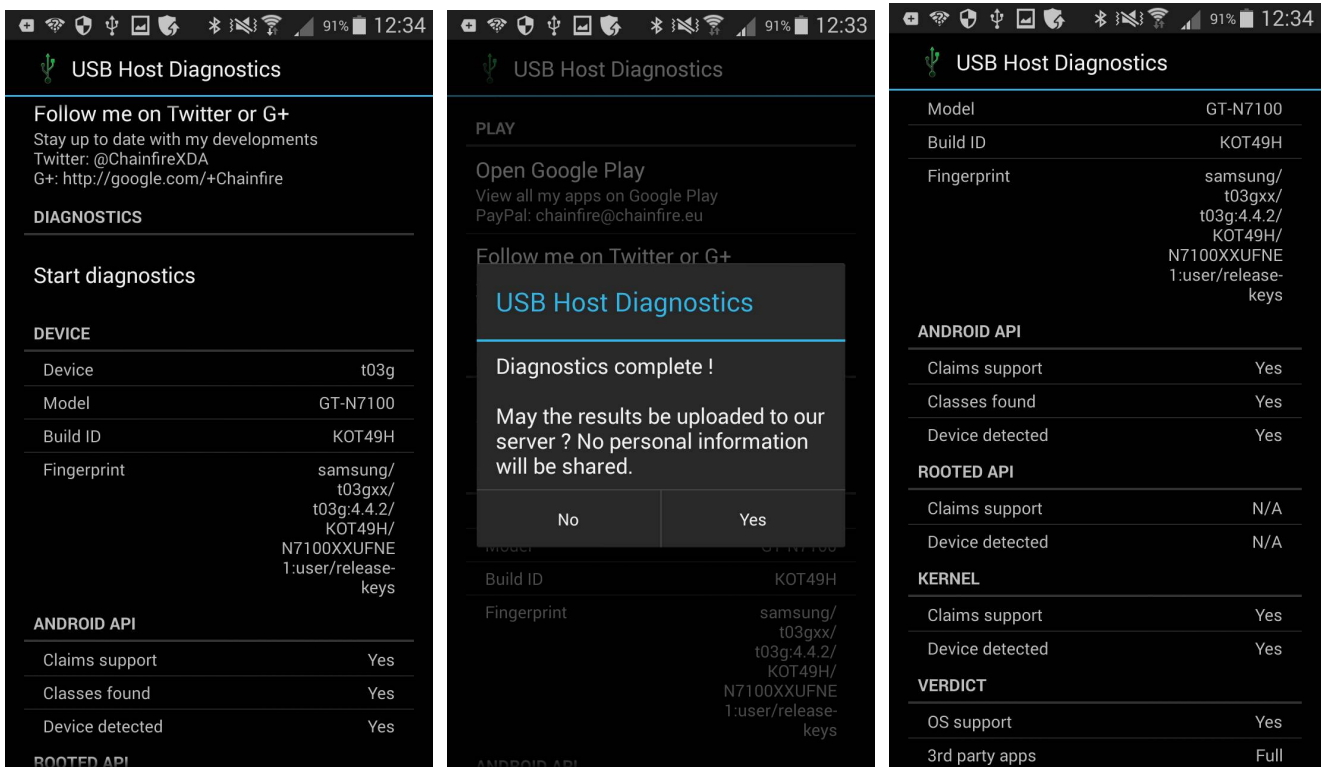 91% 12:34
USB Host Diagnostics
Follow me on Twitter or G+
Stay up to date with my developments
Twitter: @ChainfireXDA
G+: http://google.com/+Chainfire
DIAGNOSTICS
Start diagnostics
DEVICE
Device t03g
Model GT-N7100
Build ID KOT49H
Fingerprint samsung/
t03gxx/
t03g:4.4.2/
KOT49H/
N7100XXUFNE
1:user/release-
keys
ANDROID API
Claims support Yes
Classes found Yes
Device detected Yes
ROOTED API
91% 12:33
USB Host Diagnostics
PLAY
Open Google Play
View all my apps on Google Play
PayPal: chainfire@chainfire.eu
Follow me on Twitter or G+
USB Host Diagnostics
Diagnostics complete !
May the results be uploaded to our
server ? No personal information
will be shared.
No Yes
Model GT-N7100
Build ID KOT49H
Fingerprint samsung/
t03gxx/
t03g:4.4.2/
KOT49H/
N7100XXUFNE
1:user/release-
keys
ANDROID API
91% 12:34
USB Host Diagnostics
Model GT-N7100
Build ID KOT49H
Fingerprint samsung/
t03gxx/
t03g:4.4.2/
KOT49H/
N7100XXUFNE
1:user/release-
keys
ANDROID API
Claims support Yes
Classes found Yes
Device detected Yes
ROOTED API
Claims support N/A
Device detected N/A
KERNEL
Claims support Yes
Device detected Yes
VERDICT
OS support Yes
3rd party apps Full